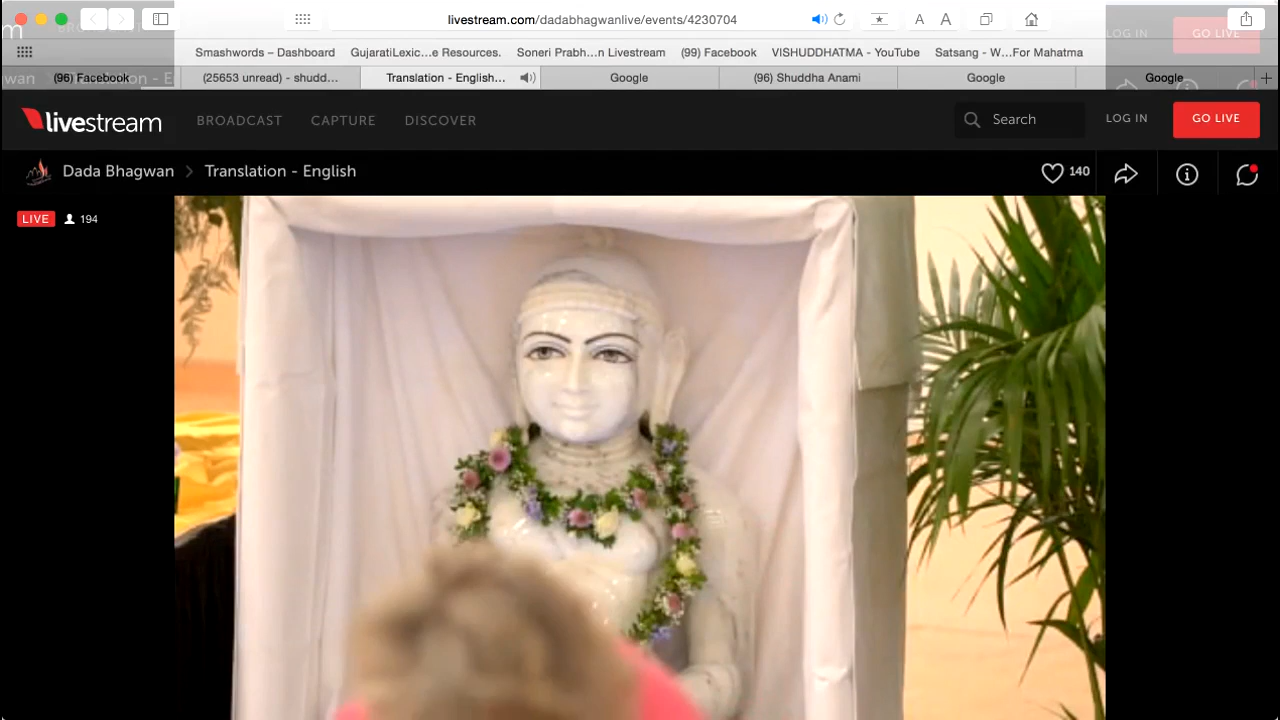 livestream.com/dadabhagwanlive/events/4230704
A A
Smashwords – Dashboard GujaratiLexic...e Resources. Soneri Prabh...n Livestream (99) Facebook VISHUDDHATMA - YouTube Satsang - W...For Mahatma
(96) Facebook (25653 unread) - shudd... Translation - English... Google (96) Shuddha Anami Google Google +
livestream BROADCAST CAPTURE DISCOVER Search LOG IN GO LIVE
Dada Bhagwan > Translation - English 140
LIVE 194